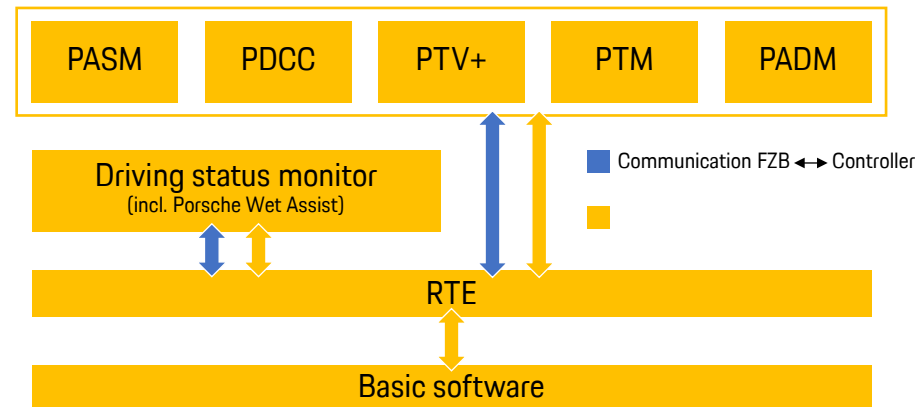 PASM
PDCC
PTV+
PTM
PADM
Driving status monitor
(incl. Porsche Wet Assist)
Communication FZB ↔ Controller
RTE
Basic software